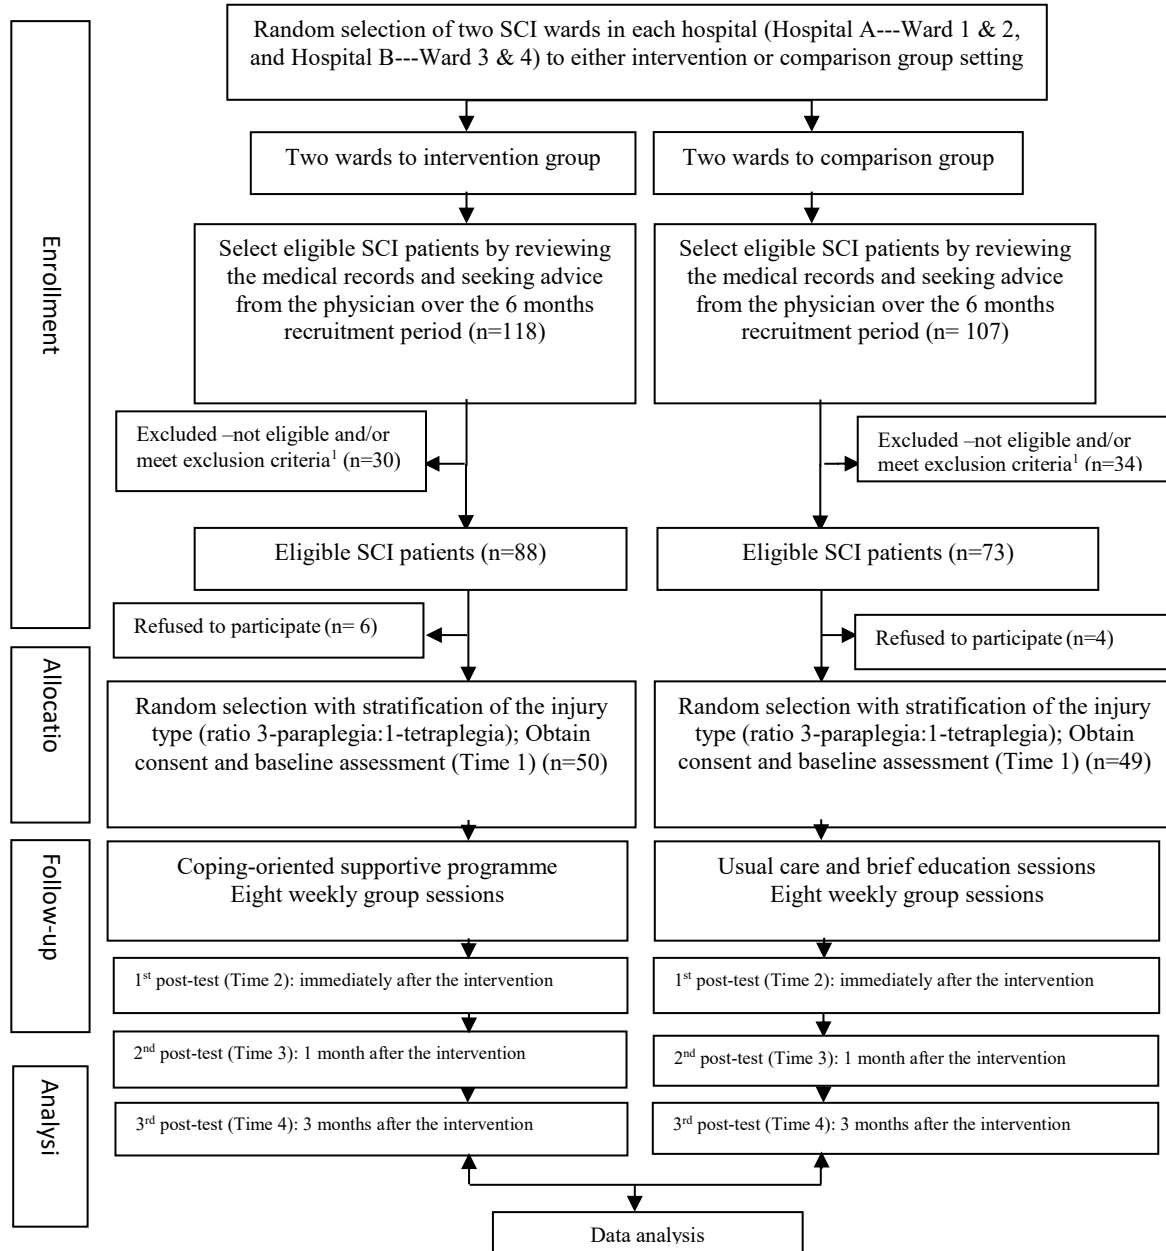 Random selection of two SCI wards in each hospital (Hospital A---Ward 1 & 2,
and Hospital B---Ward 3 & 4) to either intervention or comparison group setting
Two wards to intervention group
Two wards to comparison group
Enrollment
Select eligible SCI patients by reviewing
the medical records and seeking advice
from the physician over the 6 months
recruitment period (n=118)
Select eligible SCI patients by reviewing
the medical records and seeking advice
from the physician over the 6 months
recruitment period (n= 107)
Excluded –not eligible and/or
meet exclusion criteria¹ (n=30)
Excluded –not eligible and/or
meet exclusion criteria¹ (n=34)
Eligible SCI patients (n=88)
Eligible SCI patients (n=73)
Refused to participate (n= 6)
Refused to participate (n=4)
Allocatio
Random selection with stratification of the injury
type (ratio 3-paraplegia:1-tetraplegia); Obtain
consent and baseline assessment (Time 1) (n=50)
Random selection with stratification of the injury
type (ratio 3-paraplegia:1-tetraplegia); Obtain
consent and baseline assessment (Time 1) (n=49)
Follow-up
Coping-oriented supportive programme
Eight weekly group sessions
Usual care and brief education sessions
Eight weekly group sessions
1st post-test (Time 2): immediately after the intervention
1st post-test (Time 2): immediately after the intervention
2nd post-test (Time 3): 1 month after the intervention
2nd post-test (Time 3): 1 month after the intervention
Analysi
3rd post-test (Time 4): 3 months after the intervention
3rd post-test (Time 4): 3 months after the intervention
Data analysis